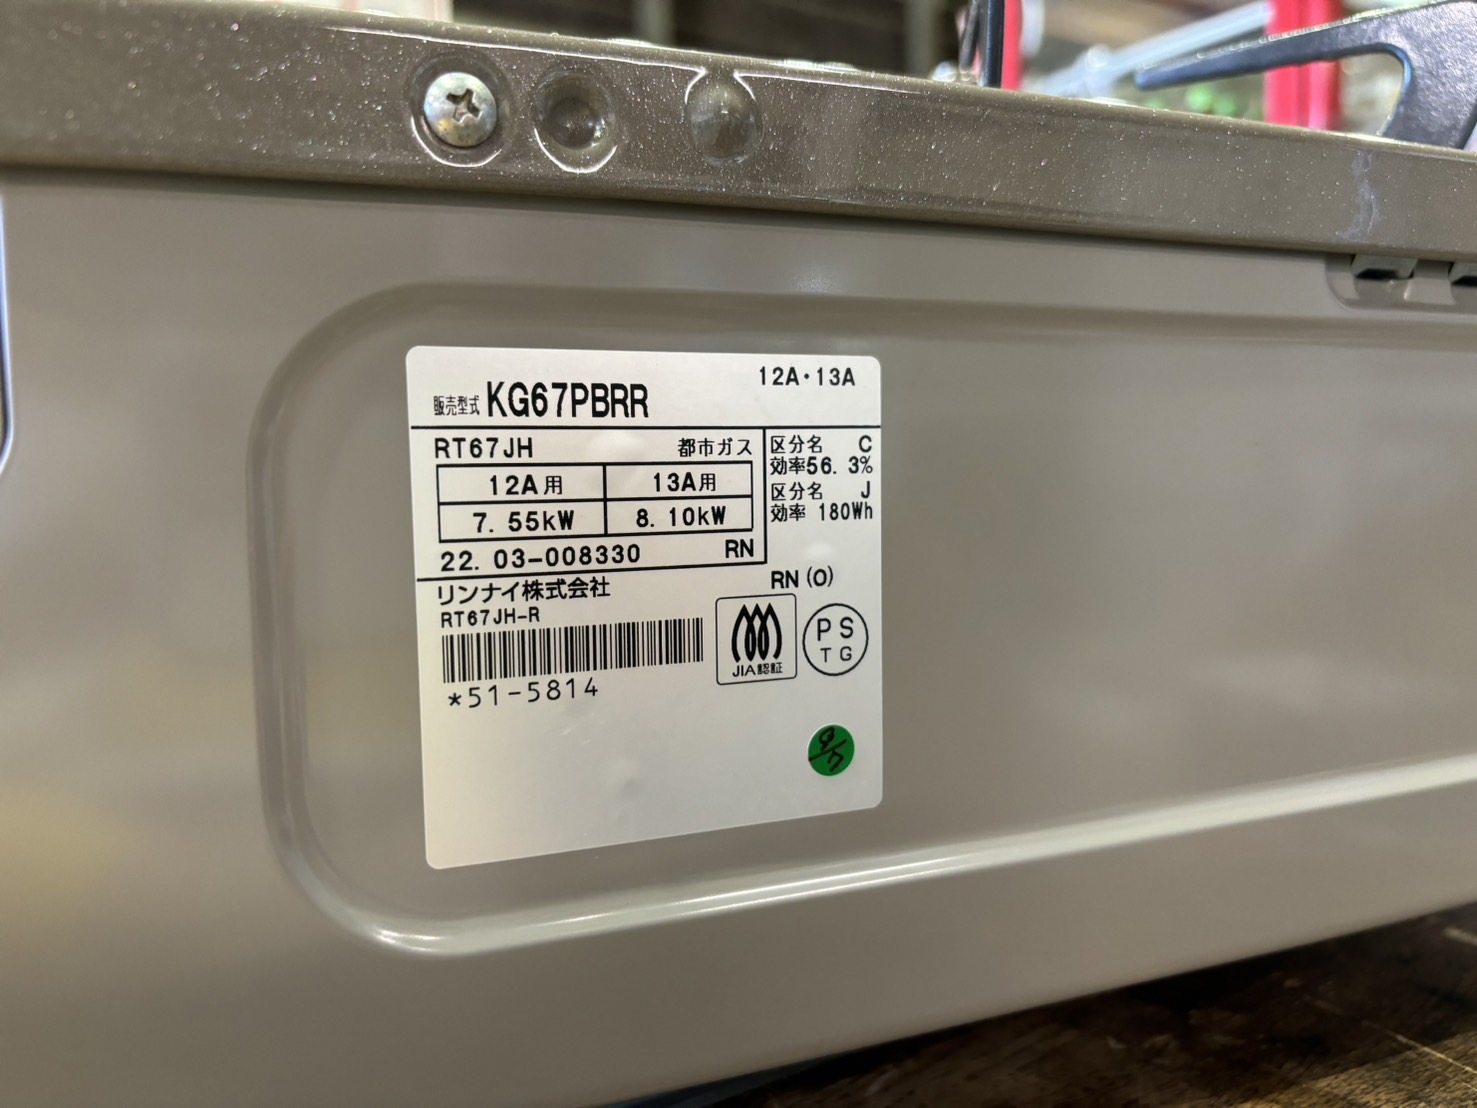 12A・13A
販売型式 KG67PBRR
RT67JH 都市ガス
12A用 13A用
7.55kW 8.10kW
22.03-008330 RN
区分名 C
効率56.3%
区分名 J
効率 180Wh
リンナイ株式会社
RN(O)
RT67JH-R
*51-5814
JIA認証
PS
TG
9/7